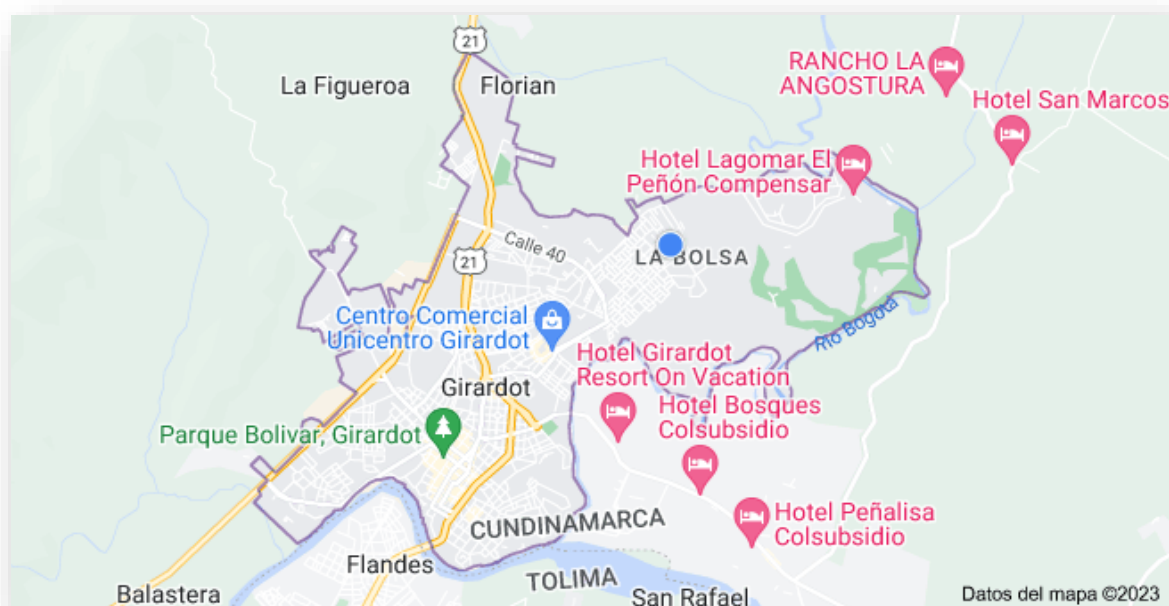 21
La Figueroa
Florian
RANCHO LA
ANGOSTURA
Hotel San Marcos
Hotel Lagomar El
Peñón Compensar
Calle 40
LA BOLSA
21
Centro Comercial
Unicentro Girardot
Río Bogotá
Hotel Girardot
Resort On Vacation
Girardot
Hotel Bosques
Colsubsidio
Parque Bolivar, Girardot
Hotel Peñalisa
Colsubsidio
CUNDINAMARCA
Flandes
TOLIMA
Balastera
San Rafael
Datos del mapa ©2023